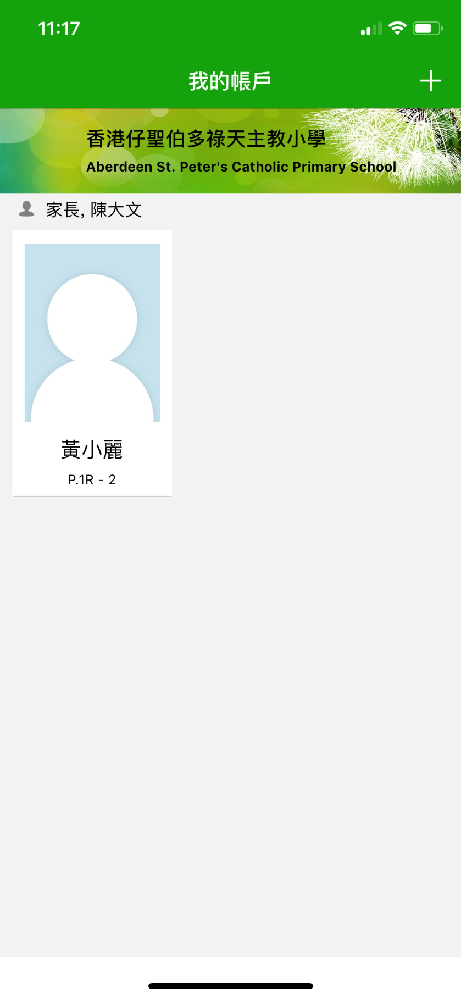 11:17
我的帳戶
香港仔聖伯多祿天主教小學
Aberdeen St. Peter's Catholic Primary School
家長, 陳大文
黃小麗
P.1R - 2